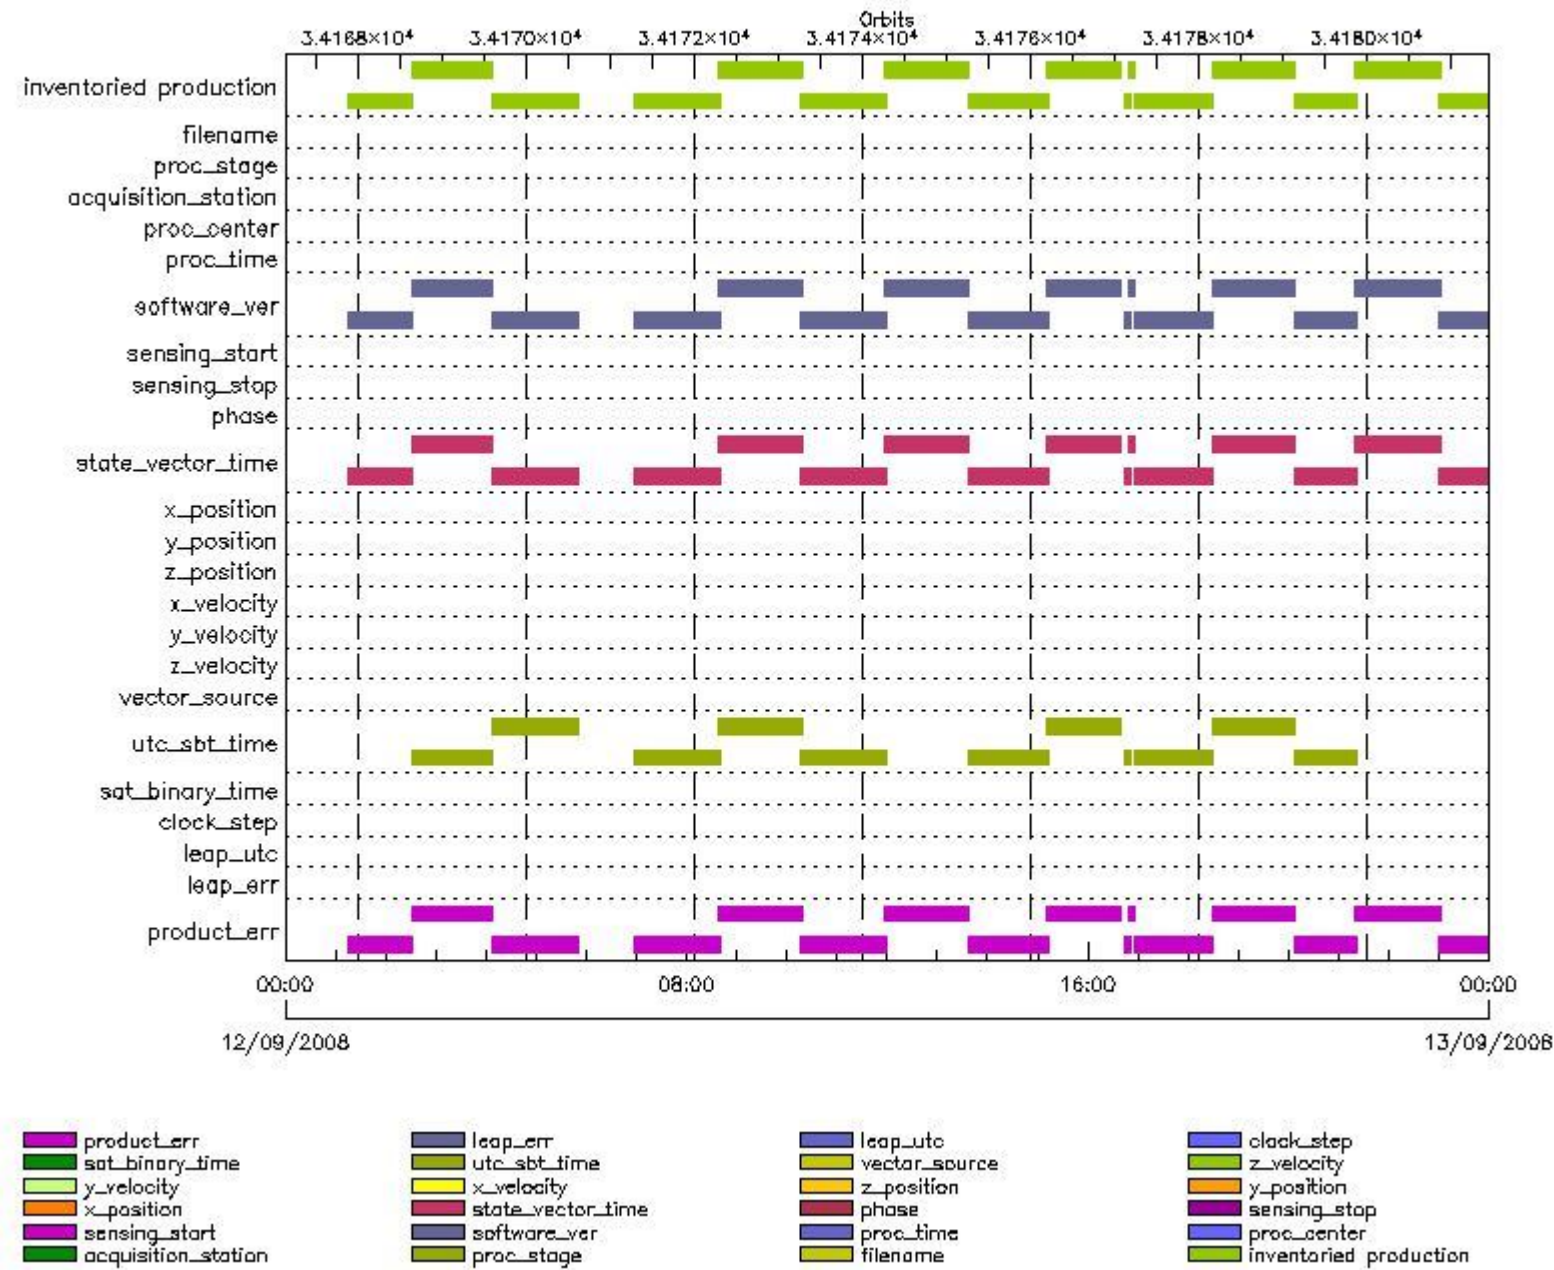 Orbits
3.4168×10⁴ 3.4170×10⁴ 3.4172×10⁴ 3.4174×10⁴ 3.4176×10⁴ 3.4178×10⁴ 3.4180×10⁴
inventoried production
filename
proc_stage
acquisition_station
proc_center
proc_time
software_ver
sensing_start
sensing_stop
phase
state_vector_time
x_position
y_position
z_position
x_velocity
y_velocity
z_velocity
vector_source
utc_sbt_time
sat_binary_time
clock_step
leap_utc
leap_err
product_err
00:00 08:00 16:00 00:00
12/09/2008 13/09/2008
product_err leap_err leap_utc clock_step
sat_binary_time utc_sbt_time vector_source z_velocity
y_velocity x_velocity z_position y_position
x_position state_vector_time phase sensing_stop
sensing_start software_ver proc_time proc_center
acquisition_station proc_stage filename inventoried production